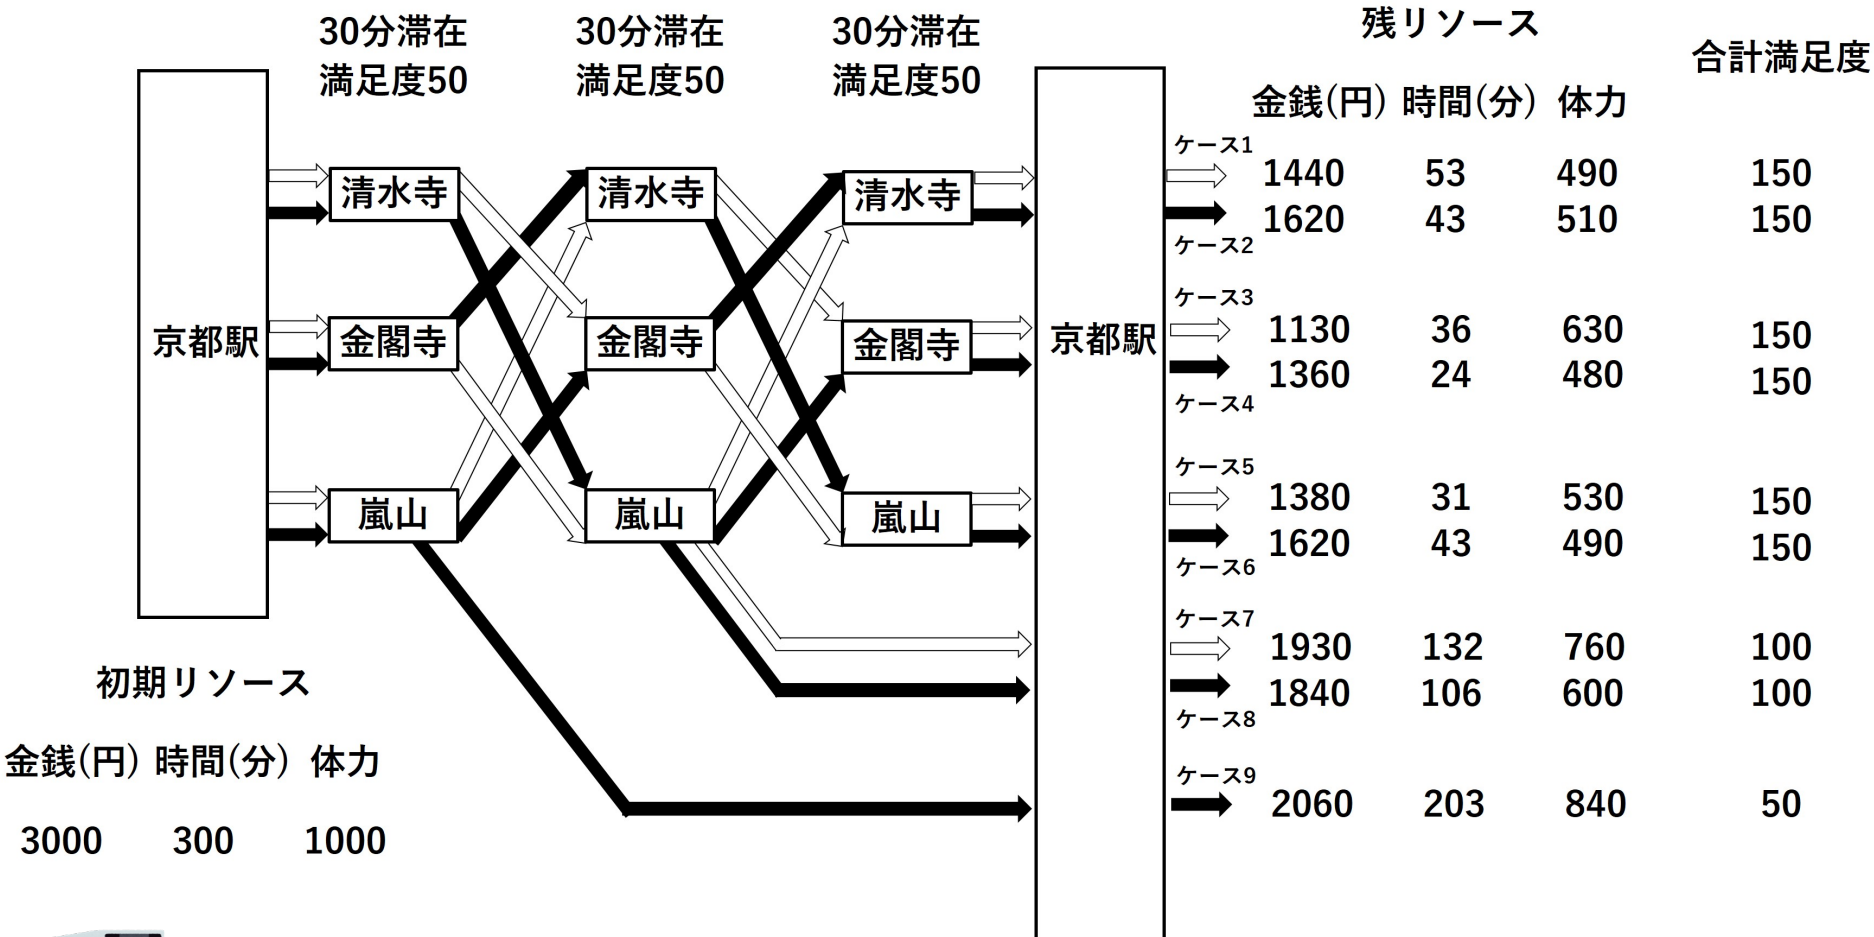 30分滞在
満足度50
30分滞在
満足度50
30分滞在
満足度50
残リソース
合計満足度
金銭(円) 時間(分) 体力
京都駅
清水寺
金閣寺
嵐山
清水寺
金閣寺
嵐山
清水寺
金閣寺
嵐山
京都駅
ケース1
1440 53 490 150
1620 43 510 150
ケース2
ケース3
1130 36 630 150
1360 24 480 150
ケース4
ケース5
1380 31 530 150
1620 43 490 150
ケース6
ケース7
1930 132 760 100
1840 106 600 100
ケース8
ケース9
2060 203 840 50
初期リソース
金銭(円) 時間(分) 体力
3000 300 1000